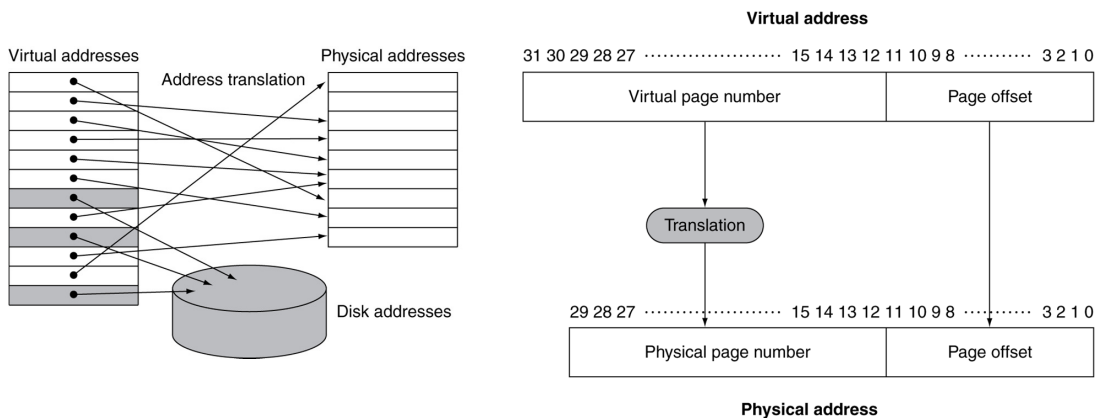 Virtual addresses
Address translation
Physical addresses
Disk addresses
Virtual address
31 30 29 28 27 ........................ 15 14 13 12 11 10 9 8 ............ 3 2 1 0
Virtual page number
Page offset
Translation
29 28 27 ........................ 15 14 13 12 11 10 9 8 ............ 3 2 1 0
Physical page number
Page offset
Physical address